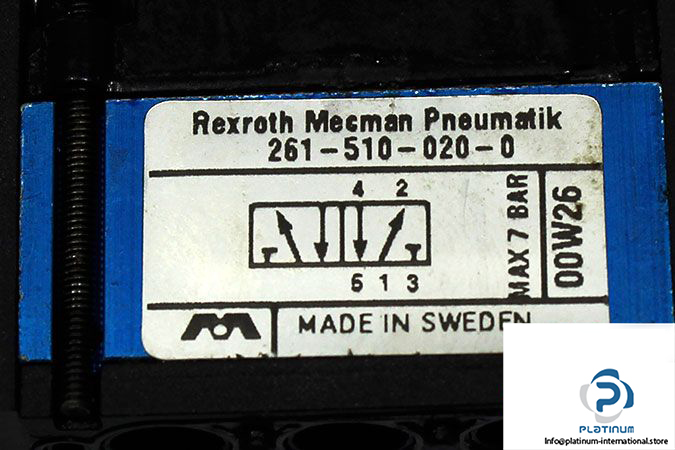 Rexroth Mecman Pneumatik
261-510-020-0
4 2
5 1 3
MAX 7 BAR
00W26
MADE IN SWEDEN
PLATINUM
Info@platinum-international.store